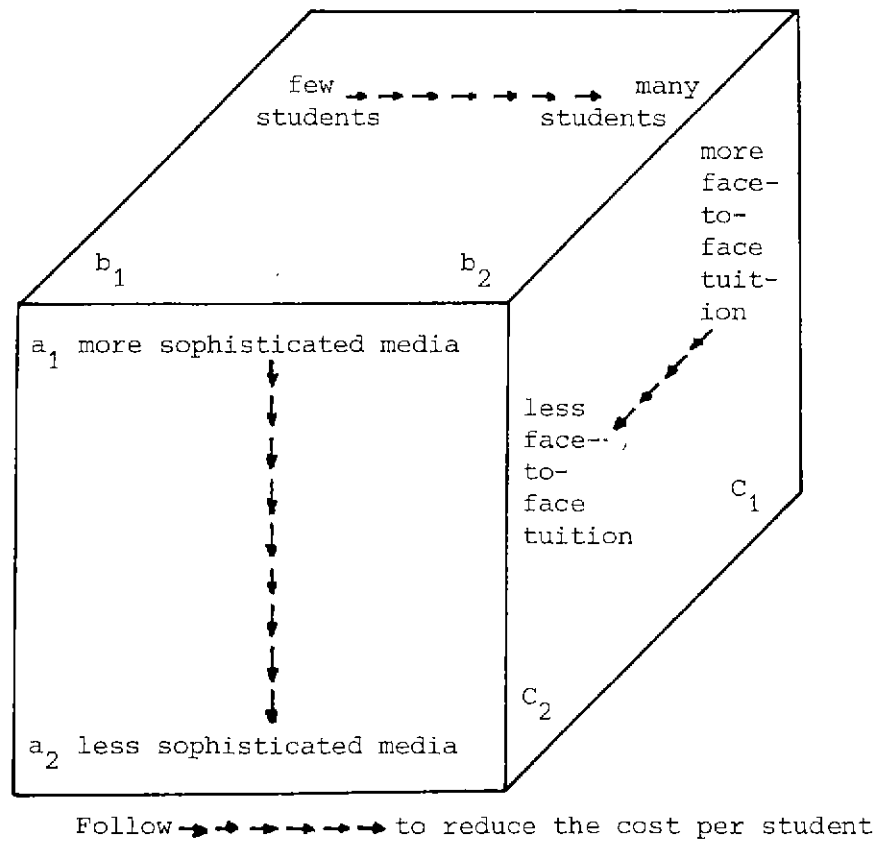 few many
students students
more
face-
to-
face
tuit-
ion
b₁ b₂
a₁ more sophisticated media
less
face-
to-
face
tuition
C₁
C₂
a₂ less sophisticated media
Follow to reduce the cost per student